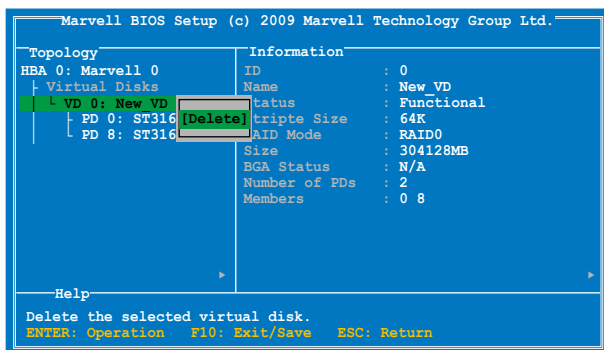 Marvell BIOS Setup (c) 2009 Marvell Technology Group Ltd.
Topology
HBA 0: Marvell 0
Virtual Disks
VD 0: New_VD
PD 0: ST316
PD 8: ST316
[Delete]
Information
ID : 0
Name : New_VD
tatus : Functional
tripte Size : 64K
AID Mode : RAID0
Size : 304128MB
BGA Status : N/A
Number of PDs : 2
Members : 0 8
Help
Delete the selected virtual disk.
ENTER: Operation F10: Exit/Save ESC: Return